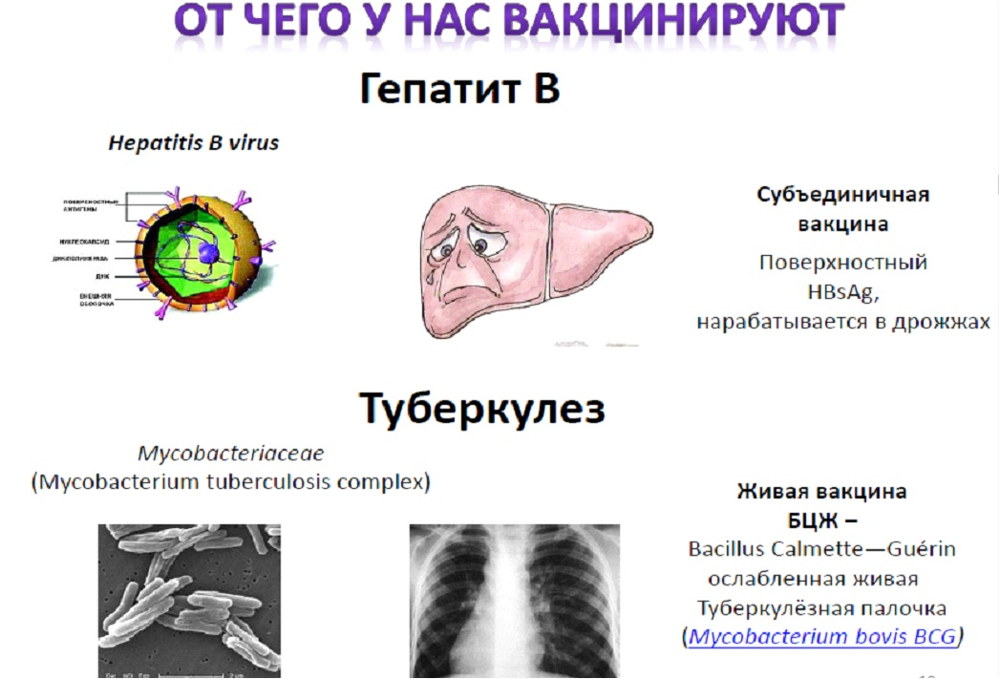 ОТ ЧЕГО У НАС ВАКЦИНИРУЮТ
Гепатит В
Hepatitis B virus
ПОВЕРХНОСТНЫЕ
АНТИГЕНЫ
НУКЛЕОКАПСИД
ДНК-ПОЛИМЕРАЗА
ДНК
ВНЕШНЯЯ
ОБОЛОЧКА
Субъединичная
вакцина
Поверхностный
HBsAg,
нарабатывается в дрожжах
Туберкулез
Mycobacteriaceae
(Mycobacterium tuberculosis complex)
Живая вакцина
БЦЖ –
Bacillus Calmette—Guérin
ослабленная живая
Туберкулёзная палочка
(Mycobacterium bovis BCG)